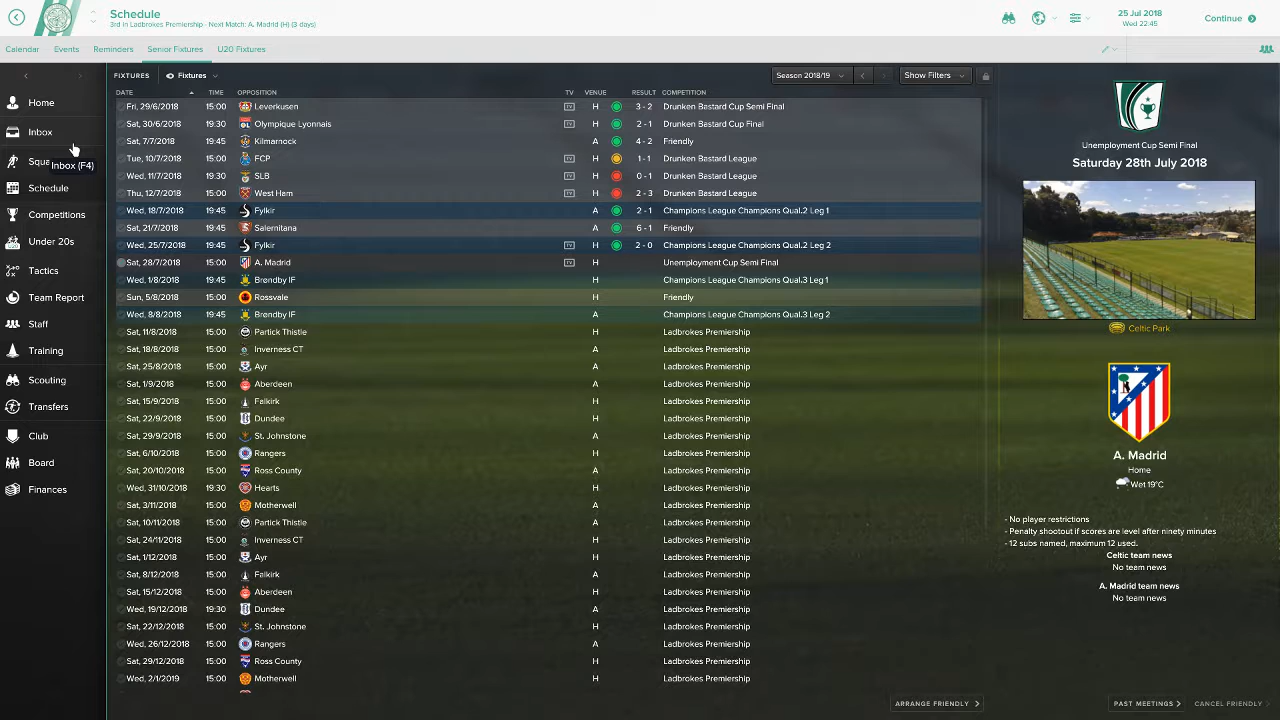 Schedule
3rd in Ladbrokes Premiership - Next Match: A. Madrid (H) (3 days)
25 Jul 2018
Wed 22:45
Continue
Calendar Events Reminders Senior Fixtures U20 Fixtures
FIXTURES Fixtures Season 2018/19 Show Filters
DATE TIME OPPOSITION TV VENUE RESULT COMPETITION
Fri, 29/6/2018 15:00 Leverkusen TV H 3 - 2 Drunken Bastard Cup Semi Final
Sat, 30/6/2018 19:30 Olympique Lyonnais TV H 2 - 1 Drunken Bastard Cup Final
Sat, 7/7/2018 19:45 Kilmarnock A 4 - 2 Friendly
Tue, 10/7/2018 15:00 FCP TV H 1 - 1 Drunken Bastard League
Wed, 11/7/2018 19:30 SLB TV H 0 - 1 Drunken Bastard League
Thu, 12/7/2018 15:00 West Ham TV H 2 - 3 Drunken Bastard League
Wed, 18/7/2018 19:45 Fylkir A 2 - 1 Champions League Champions Qual.2 Leg 1
Sat, 21/7/2018 19:45 Salernitana A 6 - 1 Friendly
Wed, 25/7/2018 19:45 Fylkir TV H 2 - 0 Champions League Champions Qual.2 Leg 2
Sat, 28/7/2018 15:00 A. Madrid TV H Unemployment Cup Semi Final
Wed, 1/8/2018 19:45 Brøndby IF H Champions League Champions Qual.3 Leg 1
Sun, 5/8/2018 15:00 Rossvale H Friendly
Wed, 8/8/2018 19:45 Brøndby IF A Champions League Champions Qual.3 Leg 2
Sat, 11/8/2018 15:00 Partick Thistle H Ladbrokes Premiership
Sat, 18/8/2018 15:00 Inverness CT A Ladbrokes Premiership
Sat, 25/8/2018 15:00 Ayr A Ladbrokes Premiership
Sat, 1/9/2018 15:00 Aberdeen H Ladbrokes Premiership
Sat, 15/9/2018 15:00 Falkirk H Ladbrokes Premiership
Sat, 22/9/2018 15:00 Dundee H Ladbrokes Premiership
Sat, 29/9/2018 15:00 St. Johnstone A Ladbrokes Premiership
Sat, 6/10/2018 15:00 Rangers H Ladbrokes Premiership
Sat, 20/10/2018 15:00 Ross County A Ladbrokes Premiership
Wed, 31/10/2018 19:30 Hearts H Ladbrokes Premiership
Sat, 3/11/2018 15:00 Motherwell A Ladbrokes Premiership
Sat, 10/11/2018 15:00 Partick Thistle A Ladbrokes Premiership
Sat, 24/11/2018 15:00 Inverness CT H Ladbrokes Premiership
Sat, 1/12/2018 15:00 Ayr A Ladbrokes Premiership
Sat, 8/12/2018 15:00 Falkirk A Ladbrokes Premiership
Sat, 15/12/2018 15:00 Aberdeen H Ladbrokes Premiership
Wed, 19/12/2018 19:30 Dundee A Ladbrokes Premiership
Sat, 22/12/2018 15:00 St. Johnstone H Ladbrokes Premiership
Wed, 26/12/2018 15:00 Rangers A Ladbrokes Premiership
Sat, 29/12/2018 15:00 Ross County H Ladbrokes Premiership
Wed, 2/1/2019 15:00 Motherwell H Ladbrokes Premiership
ARRANGE FRIENDLY PAST MEETINGS CANCEL FRIENDLY
Home
Inbox
Inbox (F4)
Squ
Schedule
Competitions
Under 20s
Tactics
Team Report
Staff
Training
Scouting
Transfers
Club
Board
Finances
Unemployment Cup Semi Final
Saturday 28th July 2018
Celtic Park
A. Madrid
Home
Wet 19°C
- No player restrictions
- Penalty shootout if scores are level after ninety minutes
- 12 subs named, maximum 12 used.
Celtic team news
No team news
A. Madrid team news
No team news